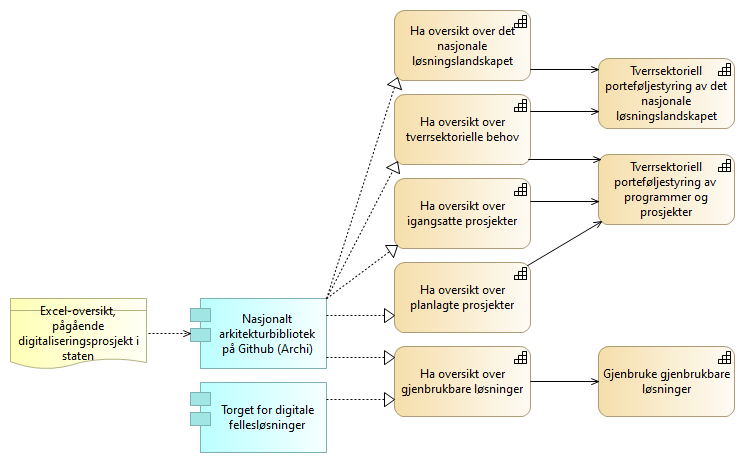 Ha oversikt over det
nasjonale
løsningslandskapet
Tverrsektoriell
porteføljestyring av det
nasjonale
løsningslandskapet
Ha oversikt over
tverrsektorielle behov
Tverrsektoriell
porteføljestyring av
programmer og
prosjekter
Ha oversikt over
igangsatte prosjekter
Ha oversikt over
planlagte prosjekter
Excel-oversikt,
pågående
digitaliseringsprosjekt i
staten
Nasjonalt
arkitekturbibliotek
på Github (Archi)
Ha oversikt over
gjenbrukbare løsninger
Gjenbruke gjenbrukbare
løsninger
Torget for digitale
fellesløsninger